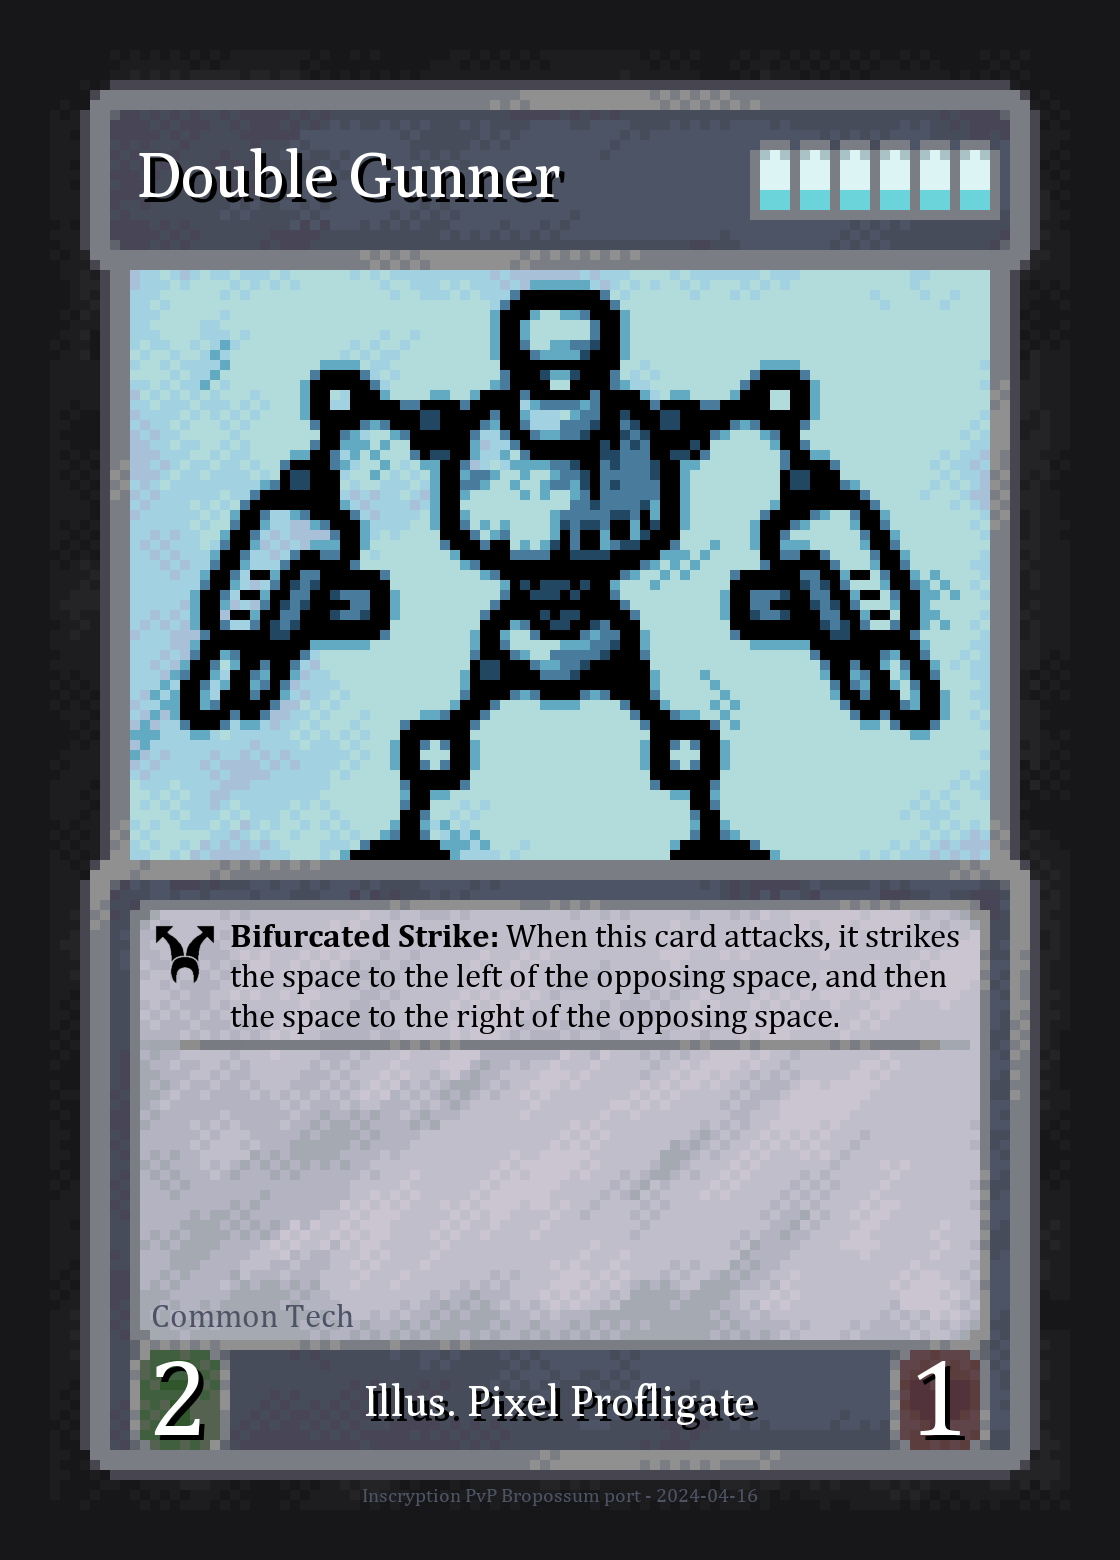 Double Gunner
Bifurcated Strike: When this card attacks, it strikes
the space to the left of the opposing space, and then
the space to the right of the opposing space.
Common Tech
2
Illus. Pixel Profligate
1
Inscryption PvP Bropossum port - 2024-04-16